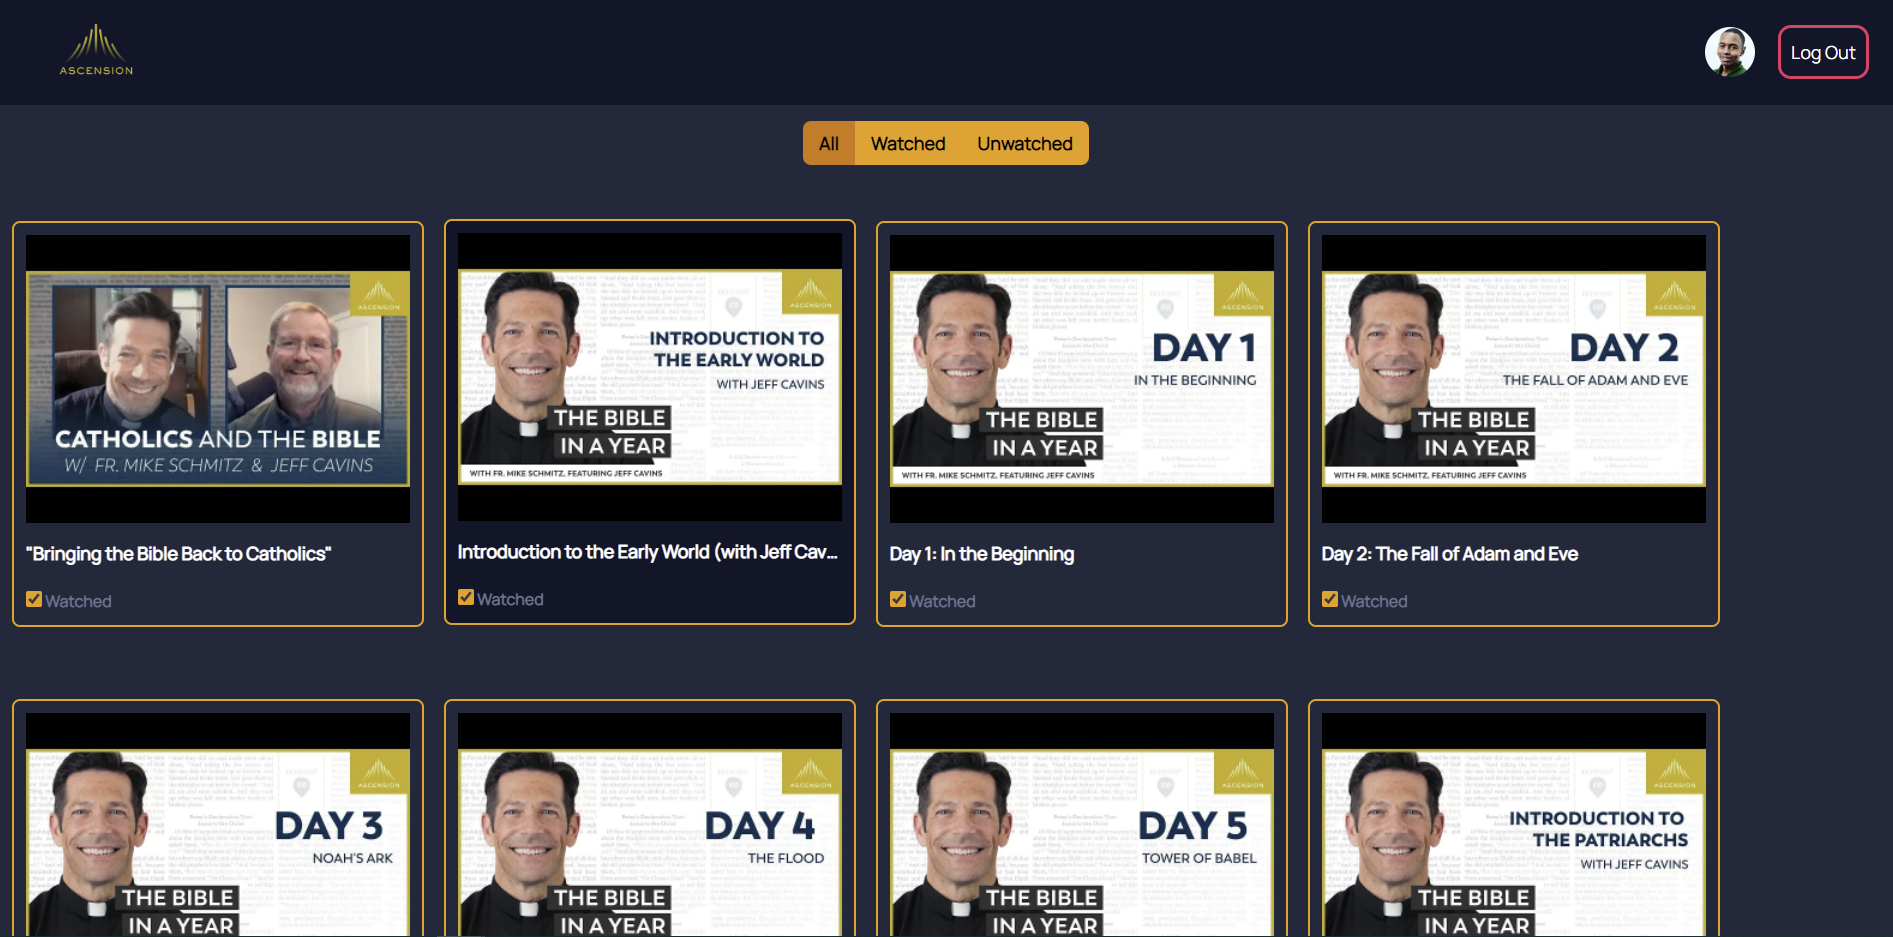 ASCENSION
Log Out
All
Watched
Unwatched
ASCENSION
CATHOLICS AND THE BIBLE
W/ FR. MIKE SCHMITZ & JEFF CAVINS
"Bringing the Bible Back to Catholics"
Watched
ASCENSION
INTRODUCTION TO
THE EARLY WORLD
WITH JEFF CAVINS
THE BIBLE
IN A YEAR
WITH FR. MIKE SCHMITZ, FEATURING JEFF CAVINS
Introduction to the Early World (with Jeff Cav...
Watched
ASCENSION
DAY 1
IN THE BEGINNING
THE BIBLE
IN A YEAR
WITH FR. MIKE SCHMITZ, FEATURING JEFF CAVINS
Day 1: In the Beginning
Watched
ASCENSION
DAY 2
THE FALL OF ADAM AND EVE
THE BIBLE
IN A YEAR
WITH FR. MIKE SCHMITZ, FEATURING JEFF CAVINS
Day 2: The Fall of Adam and Eve
Watched
ASCENSION
DAY 3
NOAH'S ARK
THE BIBLE
IN A YEAR
ASCENSION
DAY 4
THE FLOOD
THE BIBLE
IN A YEAR
ASCENSION
DAY 5
TOWER OF BABEL
THE BIBLE
IN A YEAR
ASCENSION
INTRODUCTION TO
THE PATRIARCHS
WITH JEFF CAVINS
THE BIBLE
IN A YEAR